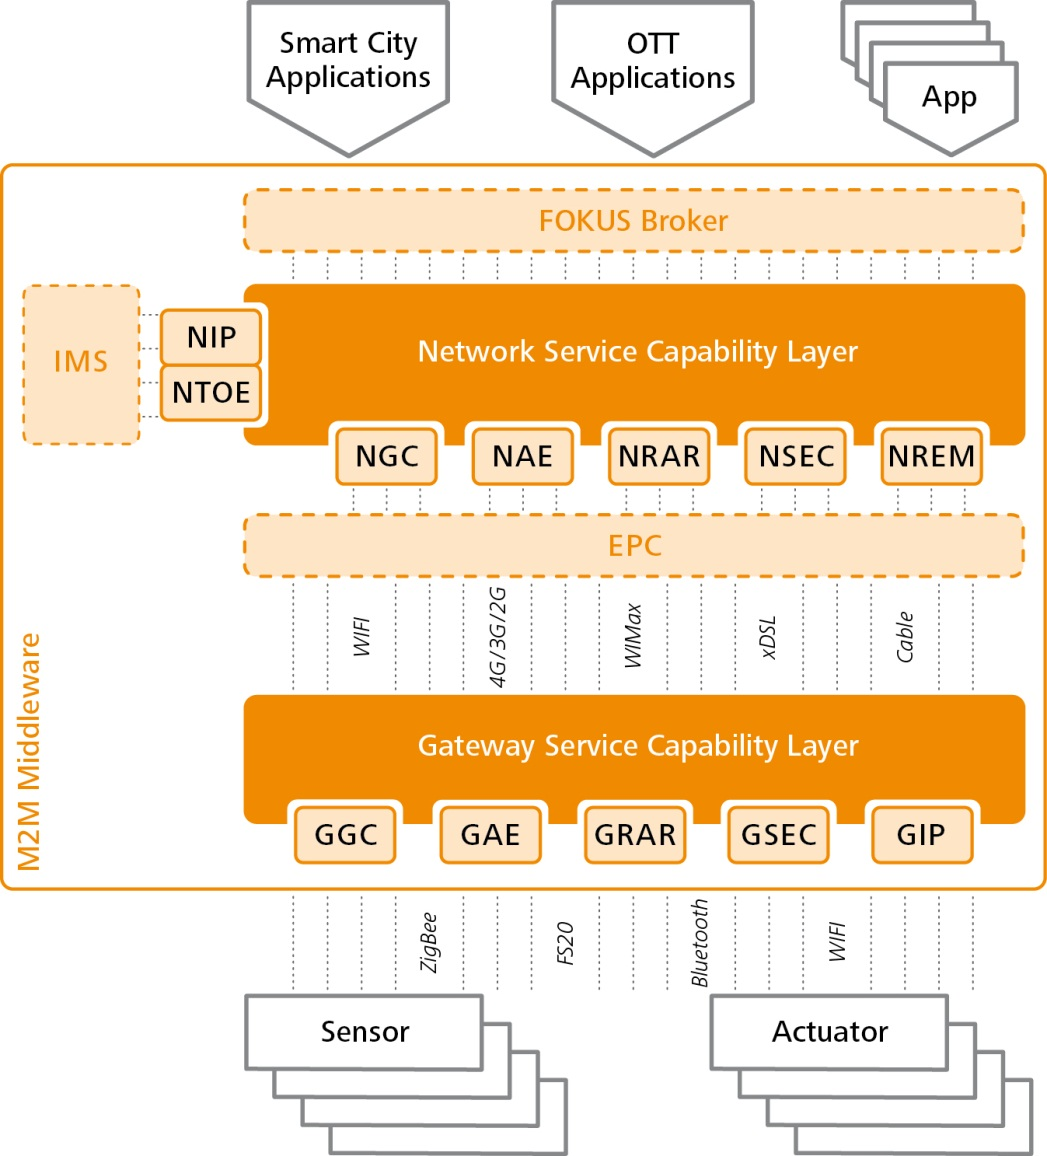 Smart City
Applications
OTT
Applications
App
FOKUS Broker
IMS
NIP
NTOE
Network Service Capability Layer
NGC
NAE
NRAR
NSEC
NREM
EPC
WIFI
4G/3G/2G
WIMax
xDSL
Cable
M2M Middleware
Gateway Service Capability Layer
GGC
GAE
GRAR
GSEC
GIP
ZigBee
FS20
Bluetooth
WIFI
Sensor
Actuator